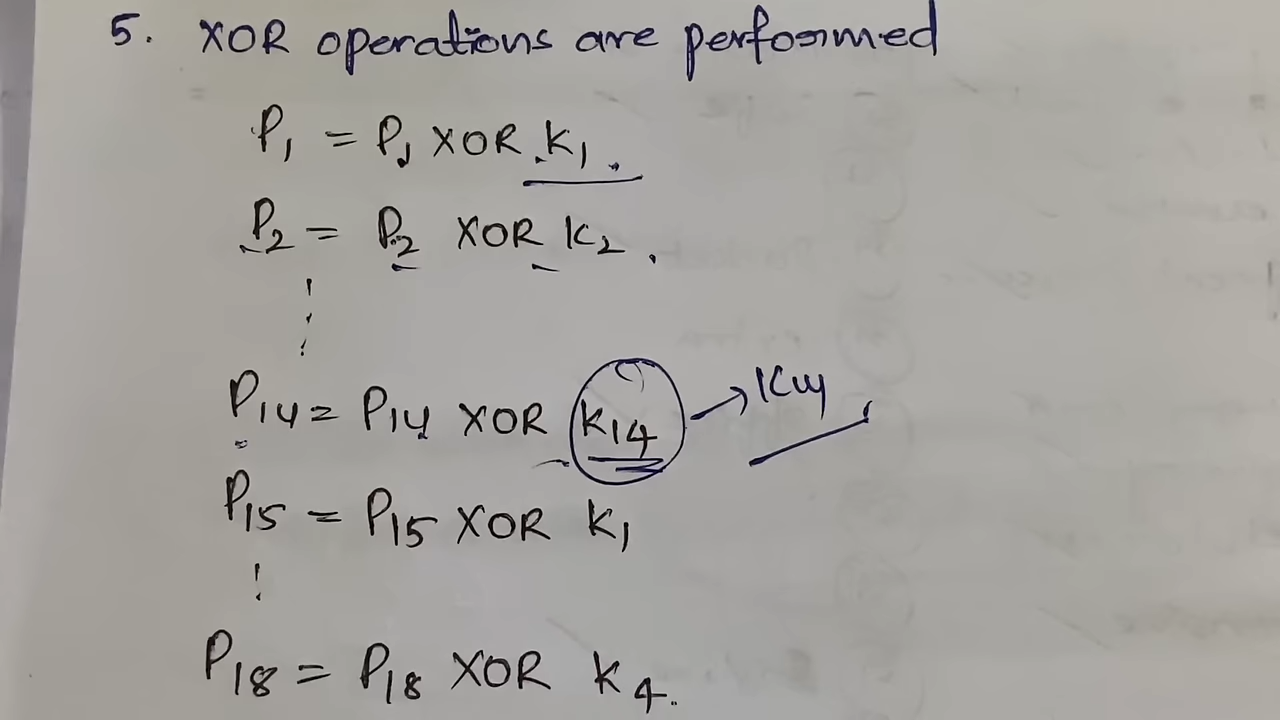 5. XOR operations are performed
P1 = P1 XOR K1
P2 = P2 XOR K2
P14 = P14 XOR K14 → K14
P15 = P15 XOR K1
P18 = P18 XOR K4.